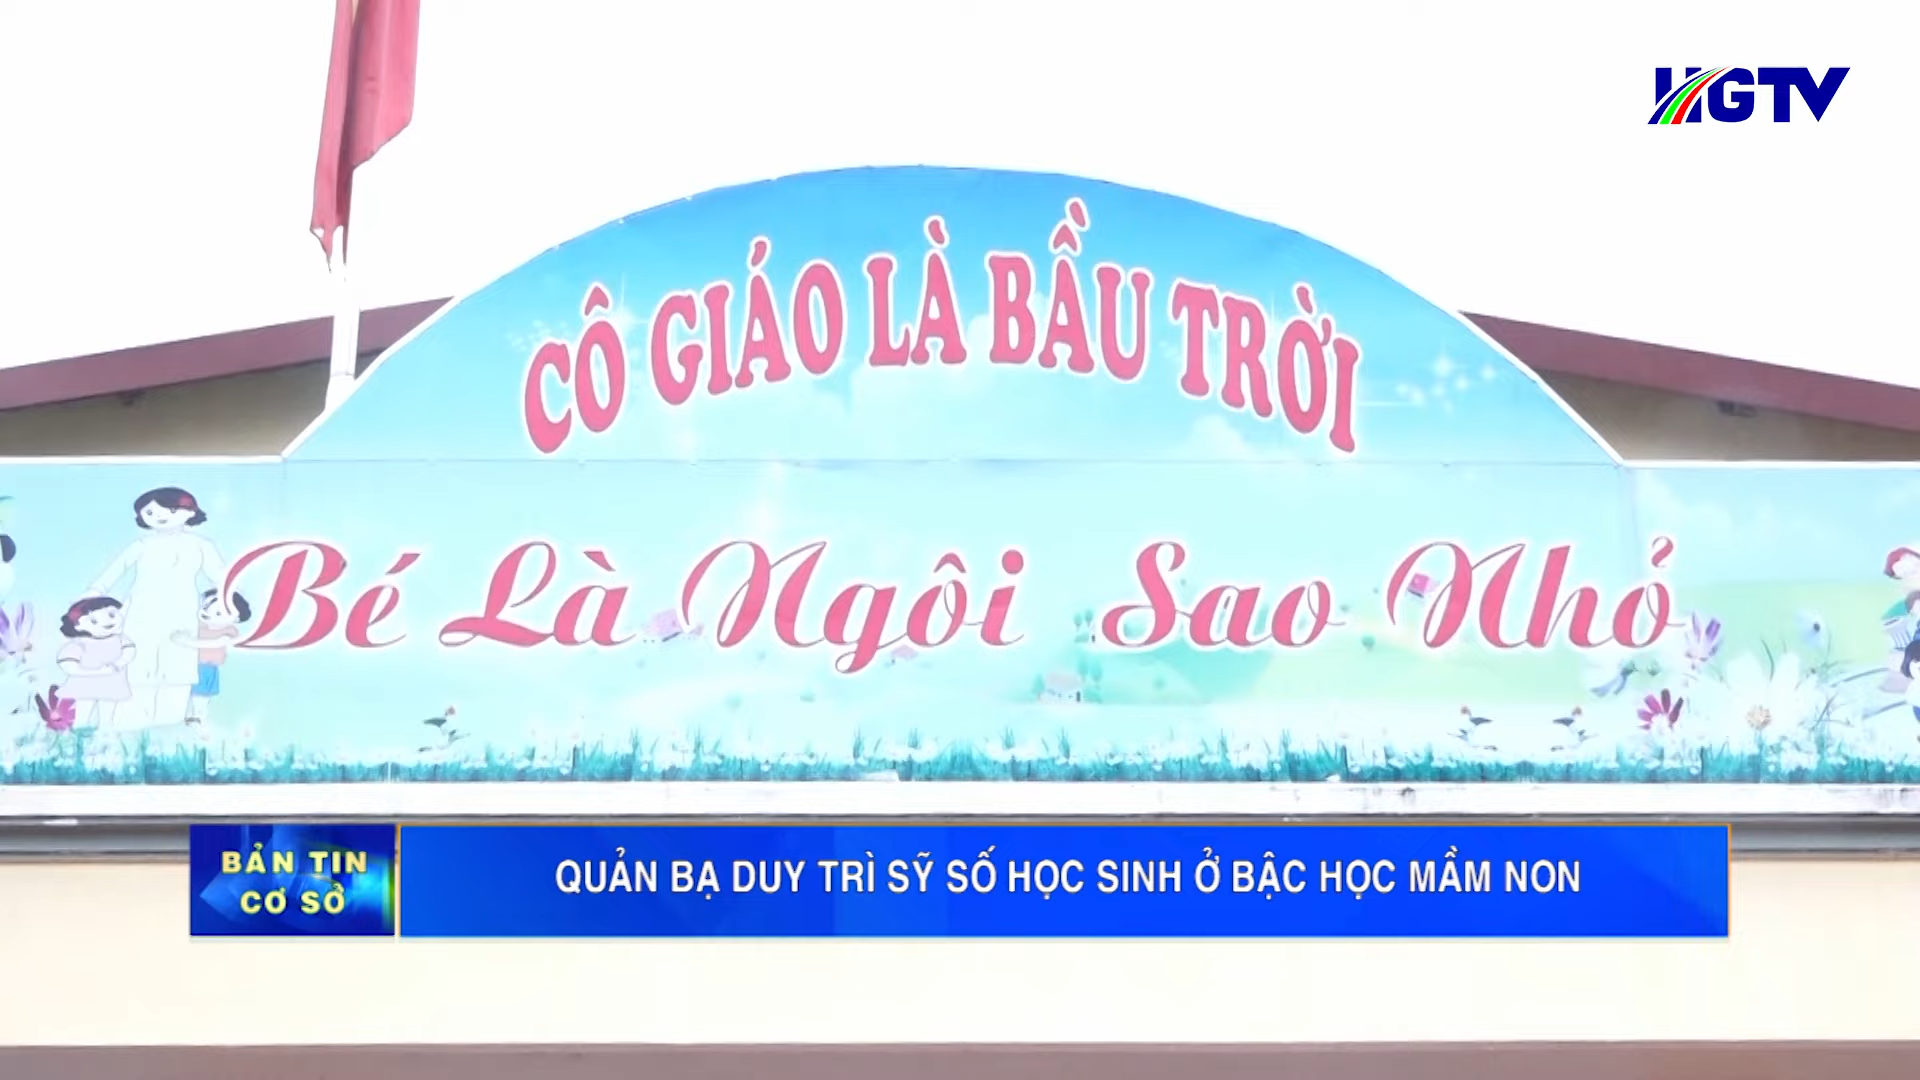 HGTV
CÔ GIÁO LÀ BẦU TRỜI
Bé Là Ngôi Sao Nhỏ
BẢN TIN
CƠ SỞ
QUẢN BẠ DUY TRÌ SỸ SỐ HỌC SINH Ở BẬC HỌC MẦM NON